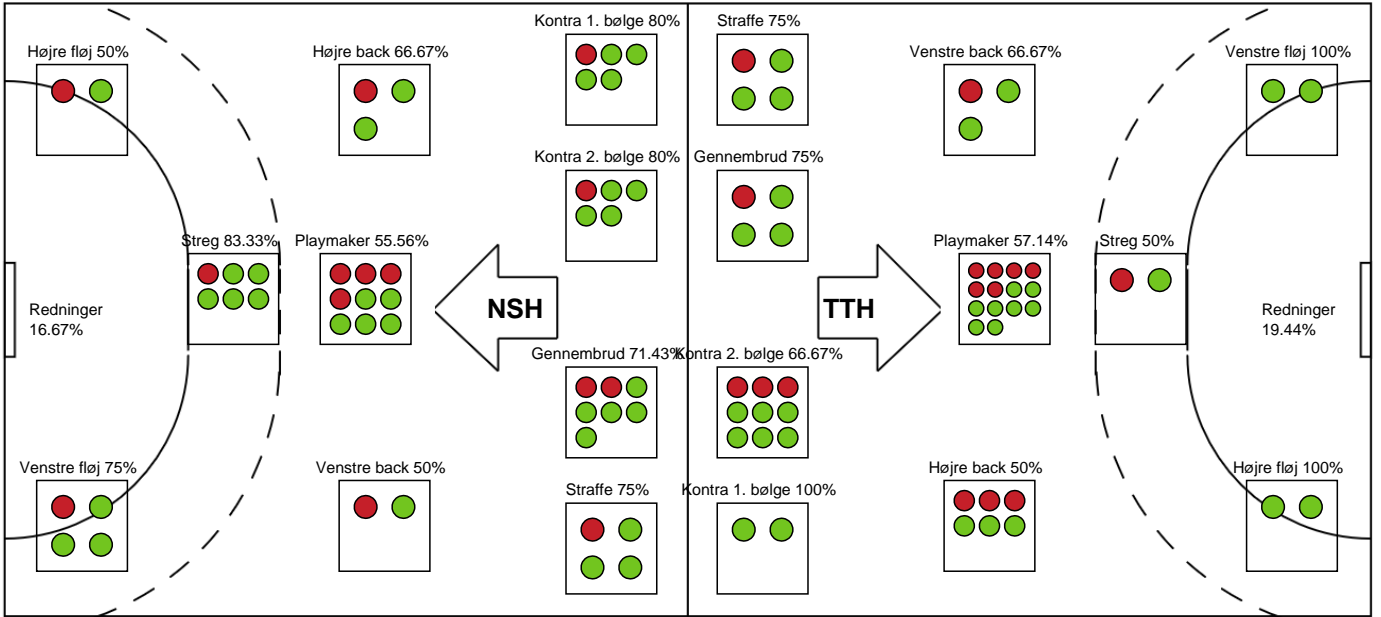 Kontra 1. bølge 80%
Straffe 75%
Højre fløj 50%
Højre back 66.67%
Venstre back 66.67%
Venstre fløj 100%
Kontra 2. bølge 80%
Gennembrud 75%
Streg 83.33%
Playmaker 55.56%
Playmaker 57.14%
Streg 50%
Redninger
16.67%
NSH
TTH
Redninger
19.44%
Gennembrud 71.43%
Kontra 2. bølge 66.67%
Venstre fløj 75%
Venstre back 50%
Højre back 50%
Højre fløj 100%
Straffe 75%
Kontra 1. bølge 100%